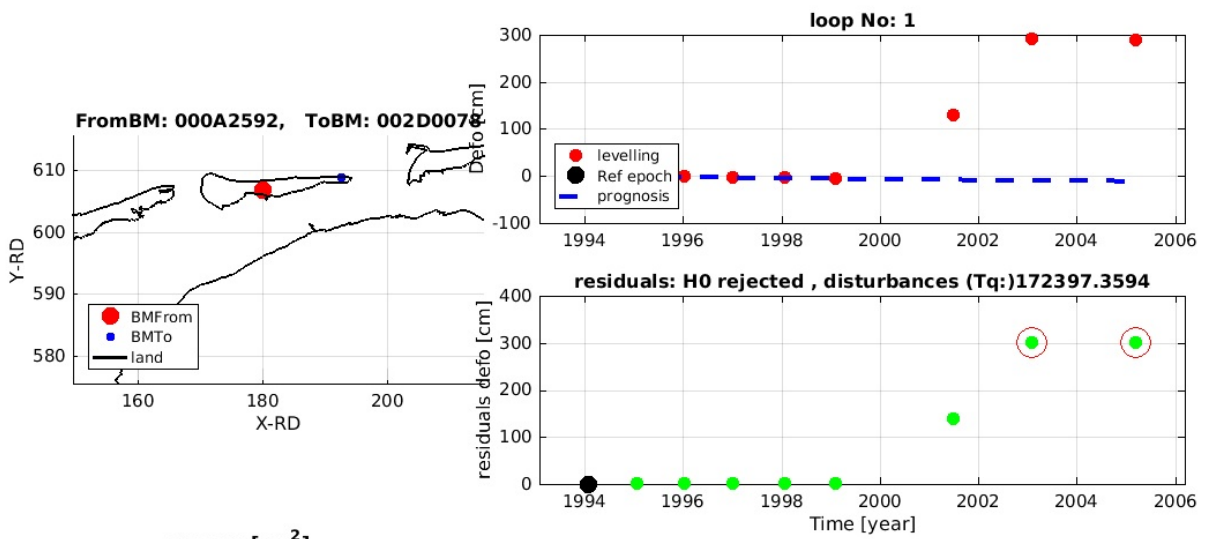 FromBM: 000A2592, ToBM: 002D007
610
600
590
580
Y-RD
BMFrom
BMTo
land
160
180
200
X-RD
loop No: 1
300
200
100
0
-100
Defo [cm]
levelling
Ref epoch
prognosis
1994
1996
1998
2000
2002
2004
2006
residuals: H0 rejected , disturbances (Tq:)172397.3594
400
300
200
100
0
residuals defo [cm]
1994
1996
1998
2000
2002
2004
2006
Time [year]